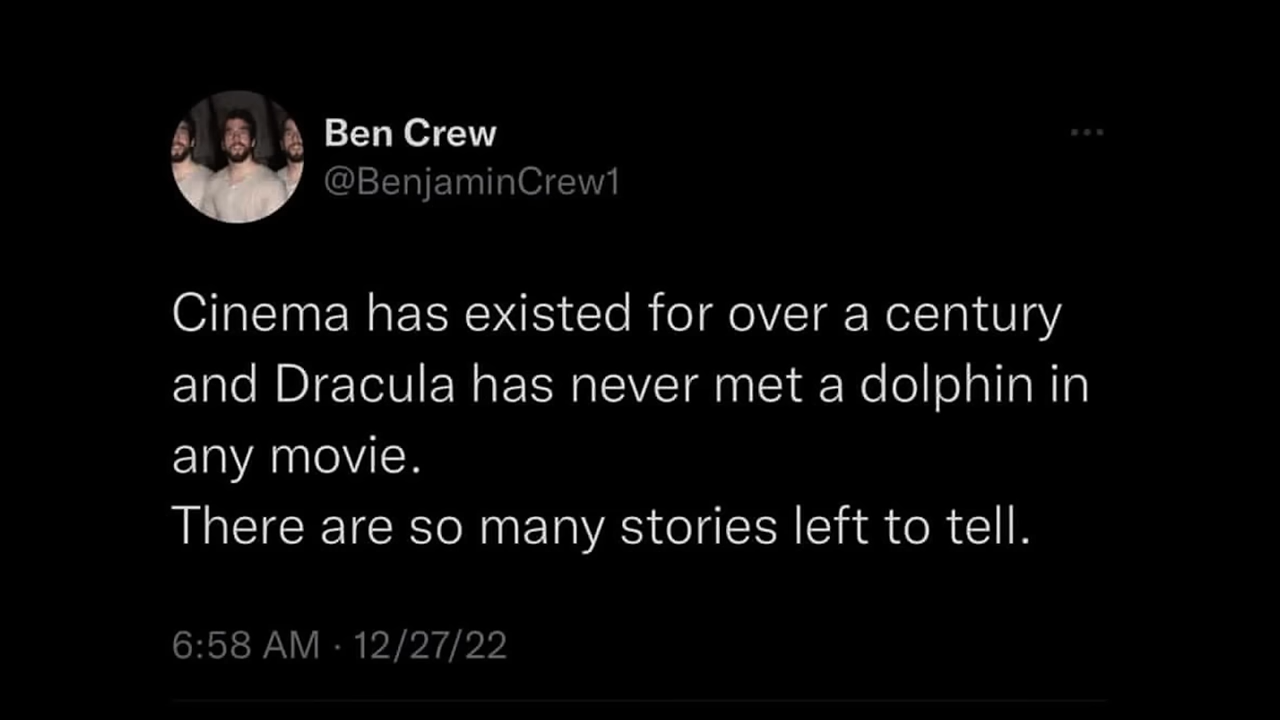 Ben Crew
@BenjaminCrew1
Cinema has existed for over a century
and Dracula has never met a dolphin in
any movie.
There are so many stories left to tell.
6:58 AM · 12/27/22